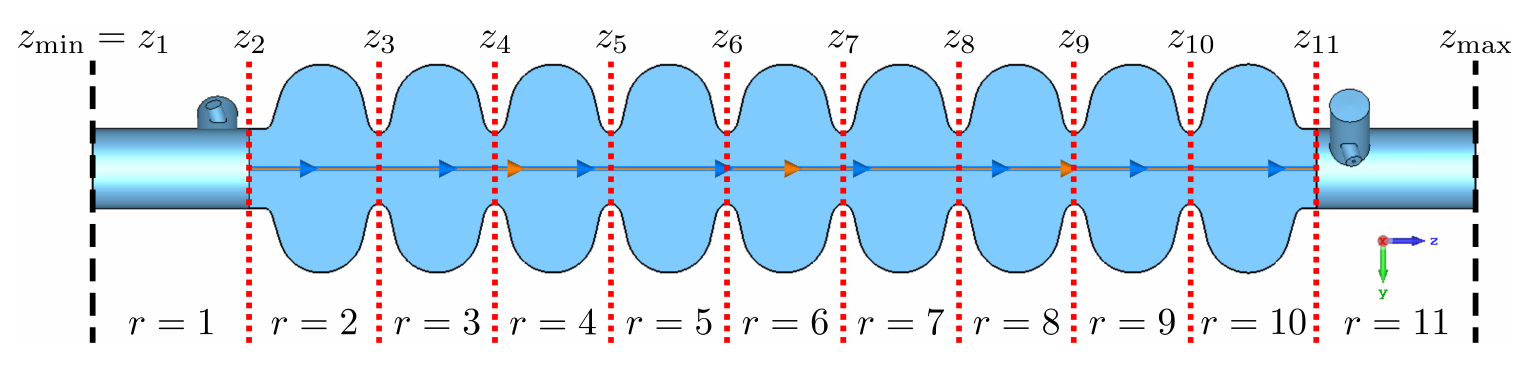 z_min = z_1 z_2 z_3 z_4 z_5 z_6 z_7 z_8 z_9 z_10 z_11 z_max
x z
y
r = 1 r = 2 r = 3 r = 4 r = 5 r = 6 r = 7 r = 8 r = 9 r = 10 r = 11